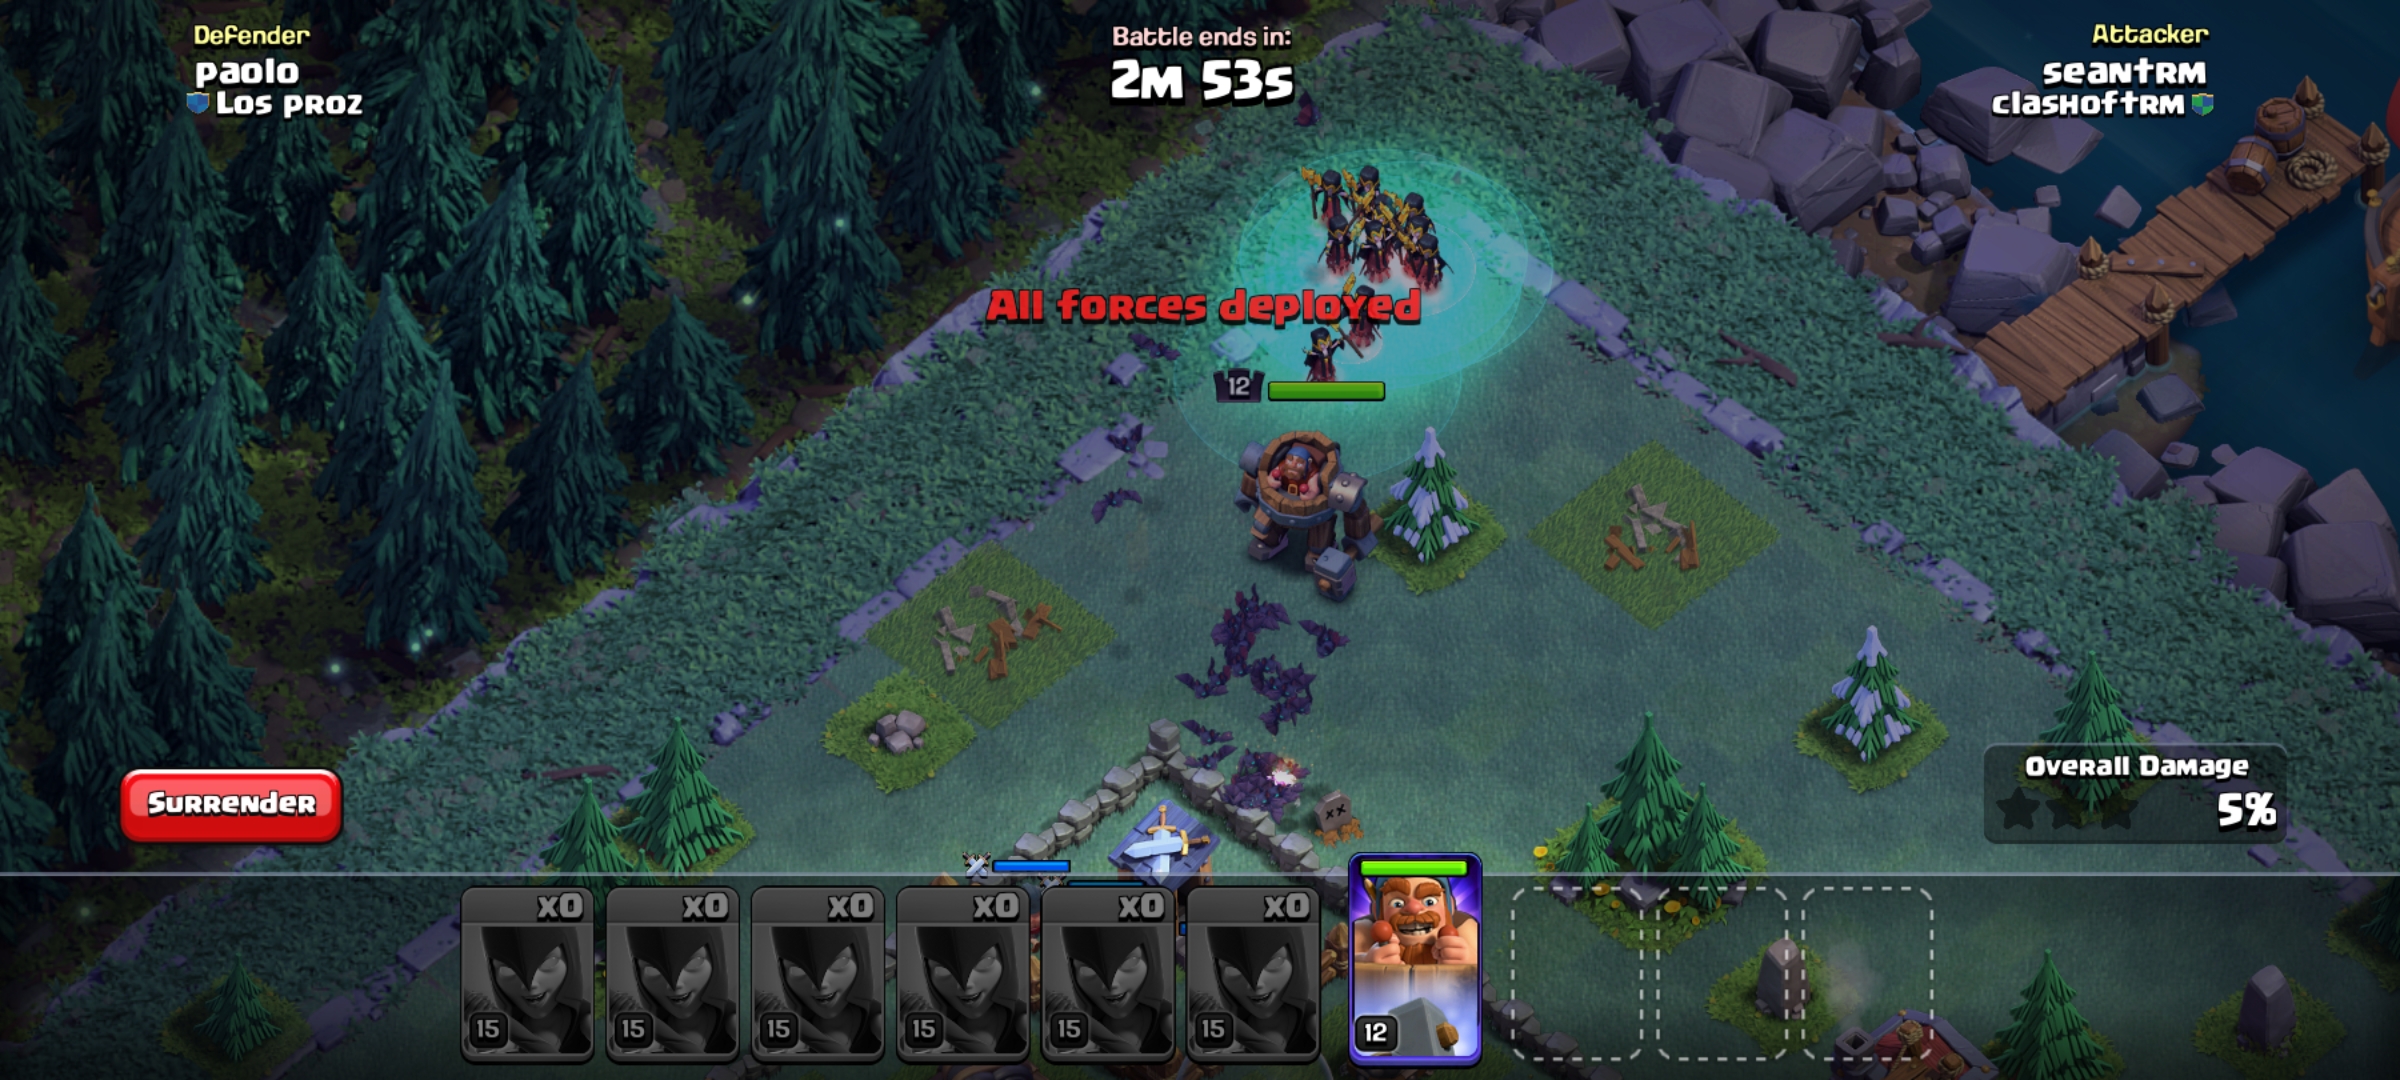 Defender
paolo
Los proz
Battle ends in:
2M 53s
Attacker
seantRM
clashoftRM
All forces deployed
12
Surrender
Overall Damage
5%
x0
x0
x0
x0
x0
x0
15
15
15
15
15
15
12